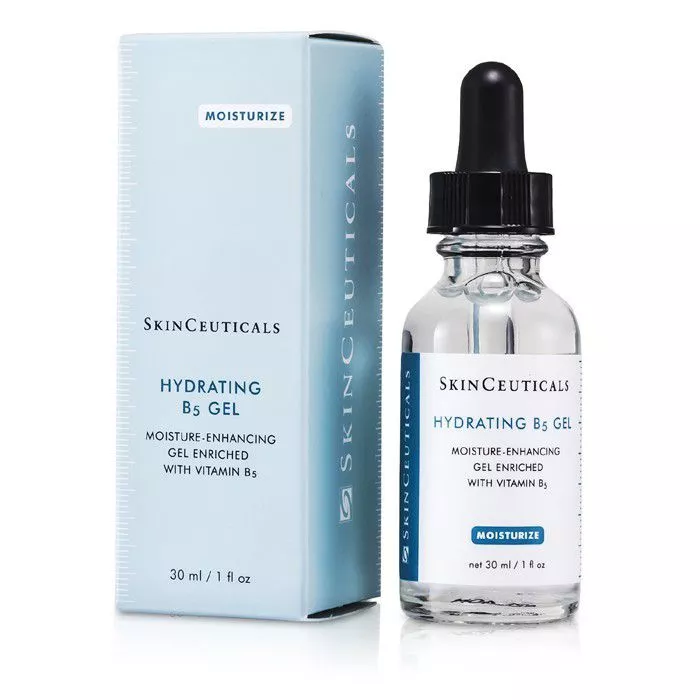 MOISTURIZE
SKINCEUTICALS
HYDRATING
B5 GEL
MOISTURE-ENHANCING
GEL ENRICHED
WITH VITAMIN B5
30 ml / 1 fl oz
SKINCEUTICALS
SKINCEUTICALS
SKINCEUTICALS
HYDRATING B5 GEL
MOISTURE-ENHANCING
GEL ENRICHED
WITH VITAMIN B5
MOISTURIZE
net 30 ml / 1 fl oz